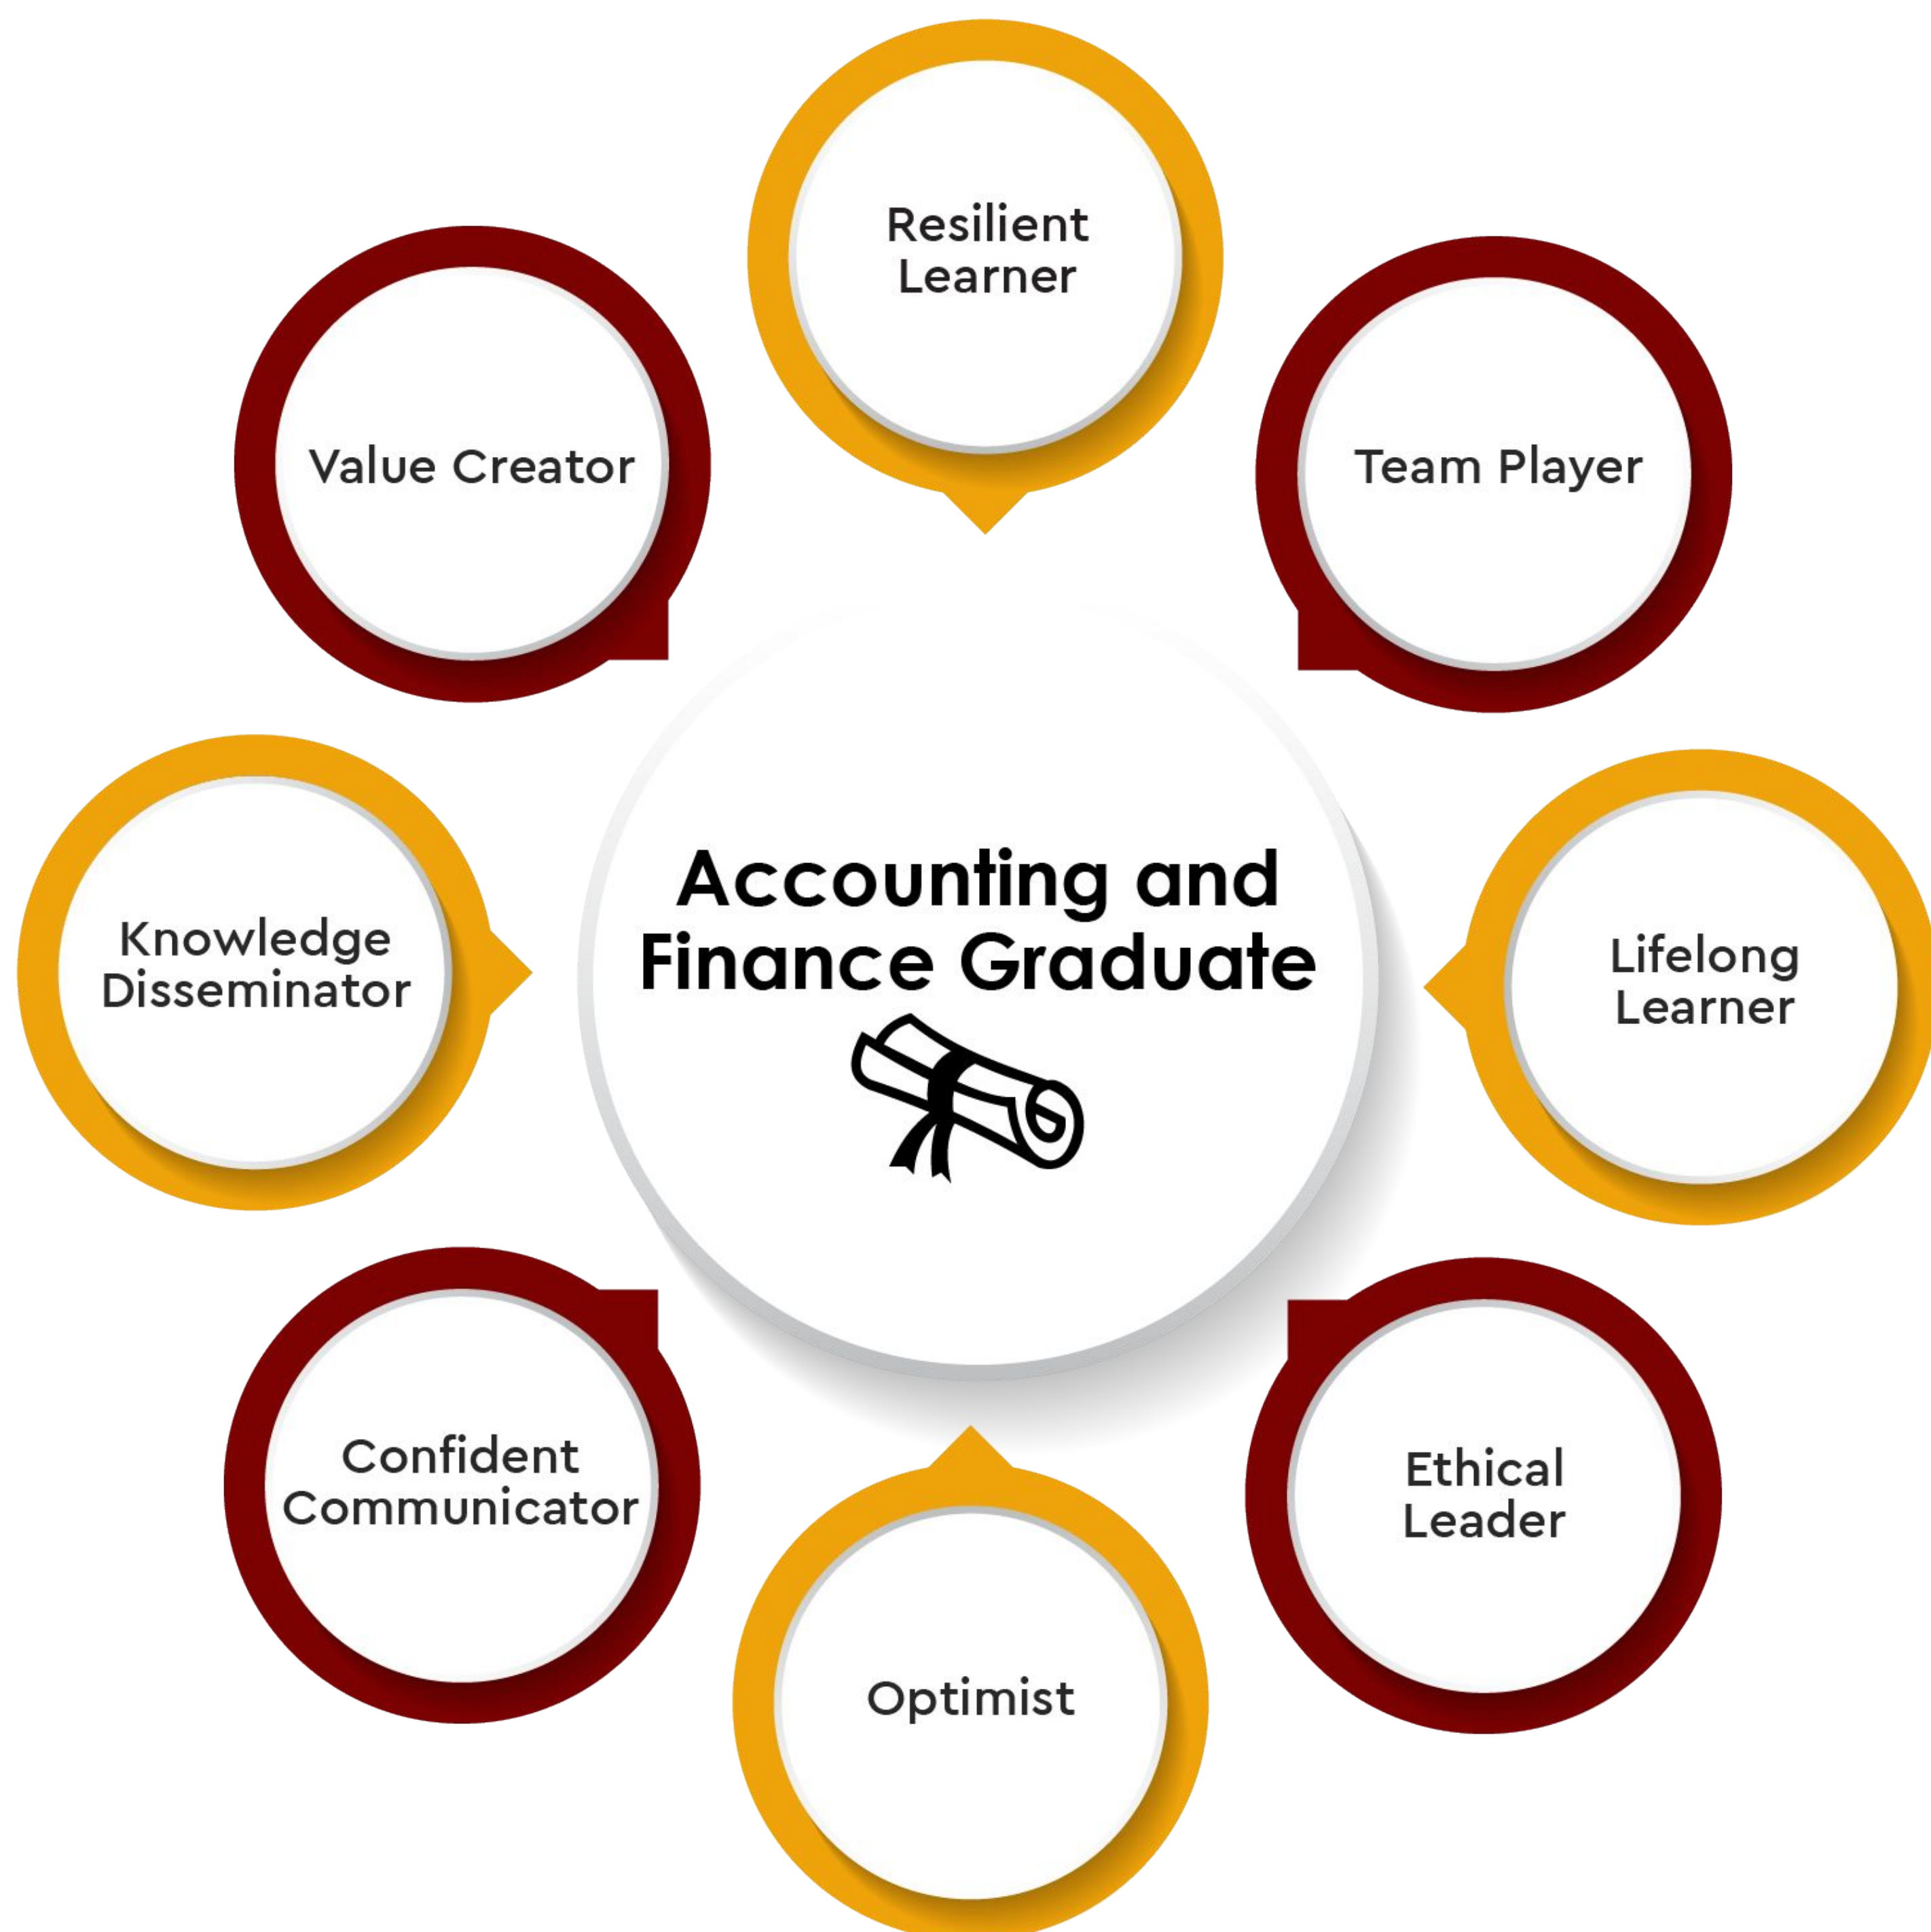 Resilient
Learner
Value Creator
Team Player
Accounting and
Finance Graduate
Knowledge
Disseminator
Lifelong
Learner
Confident
Communicator
Ethical
Leader
Optimist